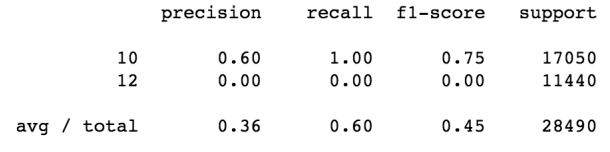 precision recall f1-score support
10 0.60 1.00 0.75 17050
12 0.00 0.00 0.00 11440
avg / total 0.36 0.60 0.45 28490